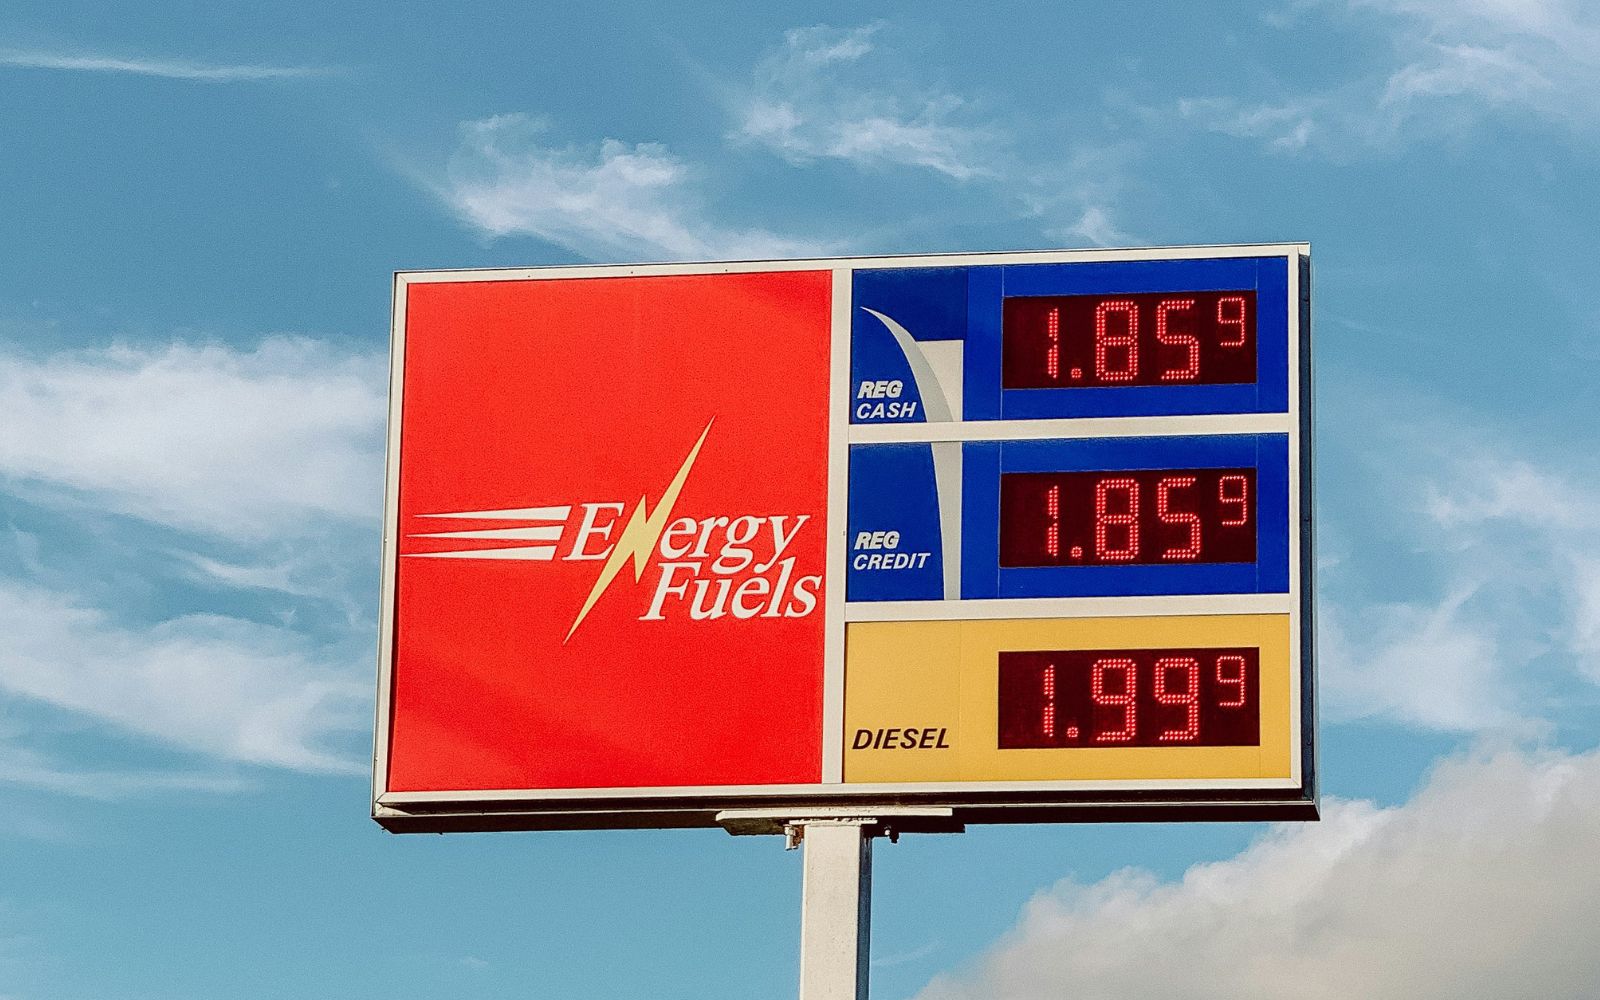 ENergy
Fuels
REG
CASH
1.859
REG
CREDIT
1.859
DIESEL
1.999